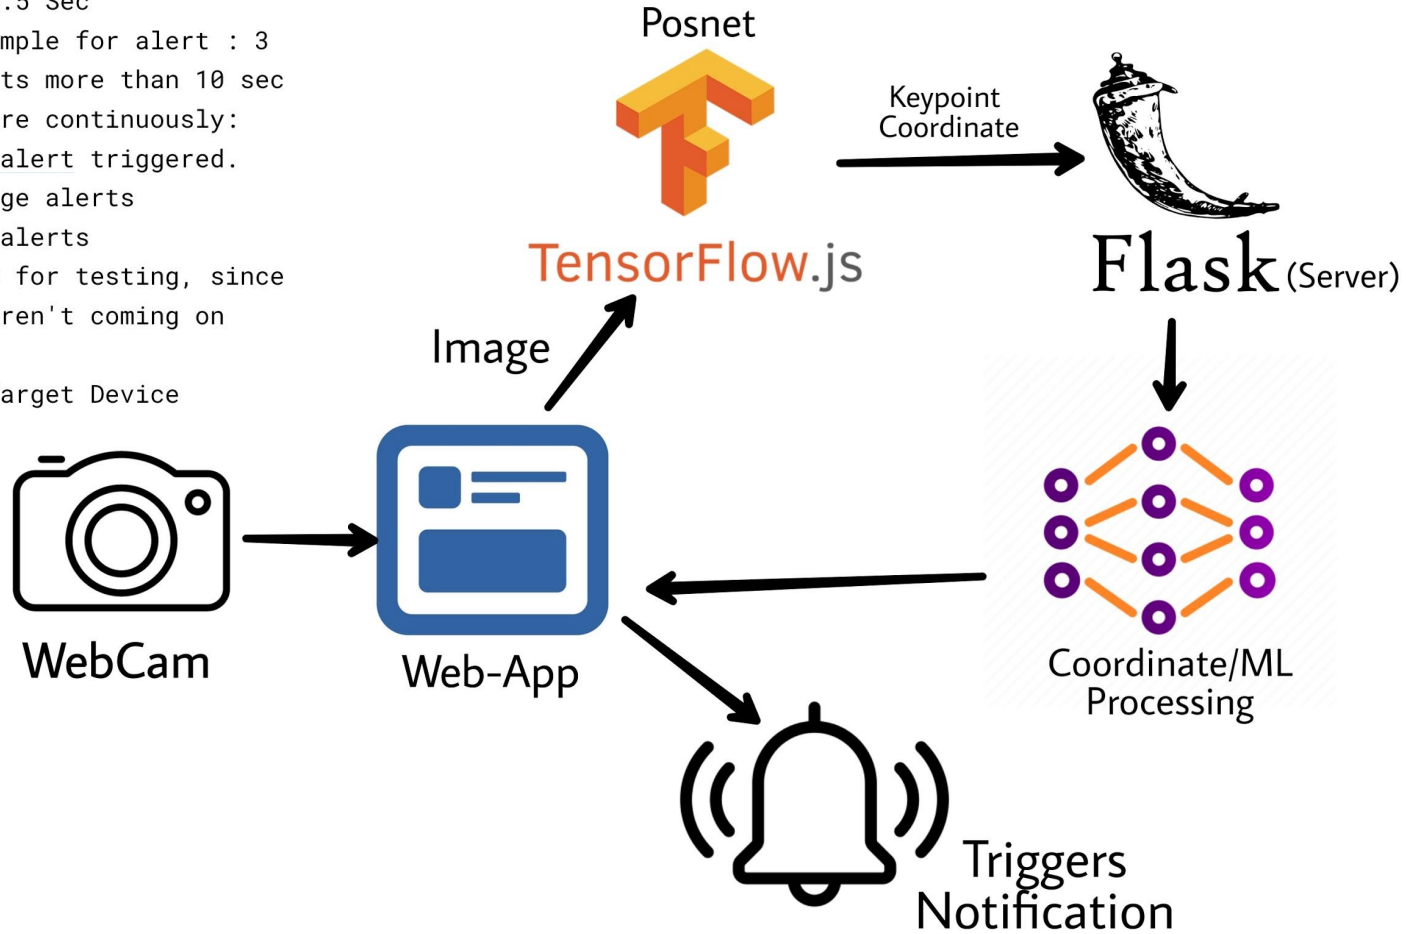 .5 Sec
mple for alert : 3
ts more than 10 sec
re continuously:
alert triggered.
ge alerts
alerts
for testing, since
ren't coming on
arget Device
Posnet
TensorFlow.js
Keypoint
Coordinate
Flask (Server)
Image
WebCam
Web-App
Coordinate/ML
Processing
Triggers
Notification